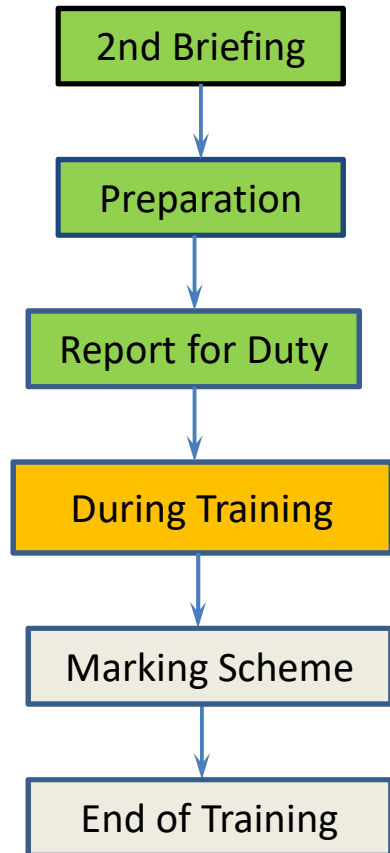 2nd Briefing
Preparation
Report for Duty
During Training
Marking Scheme
End of Training